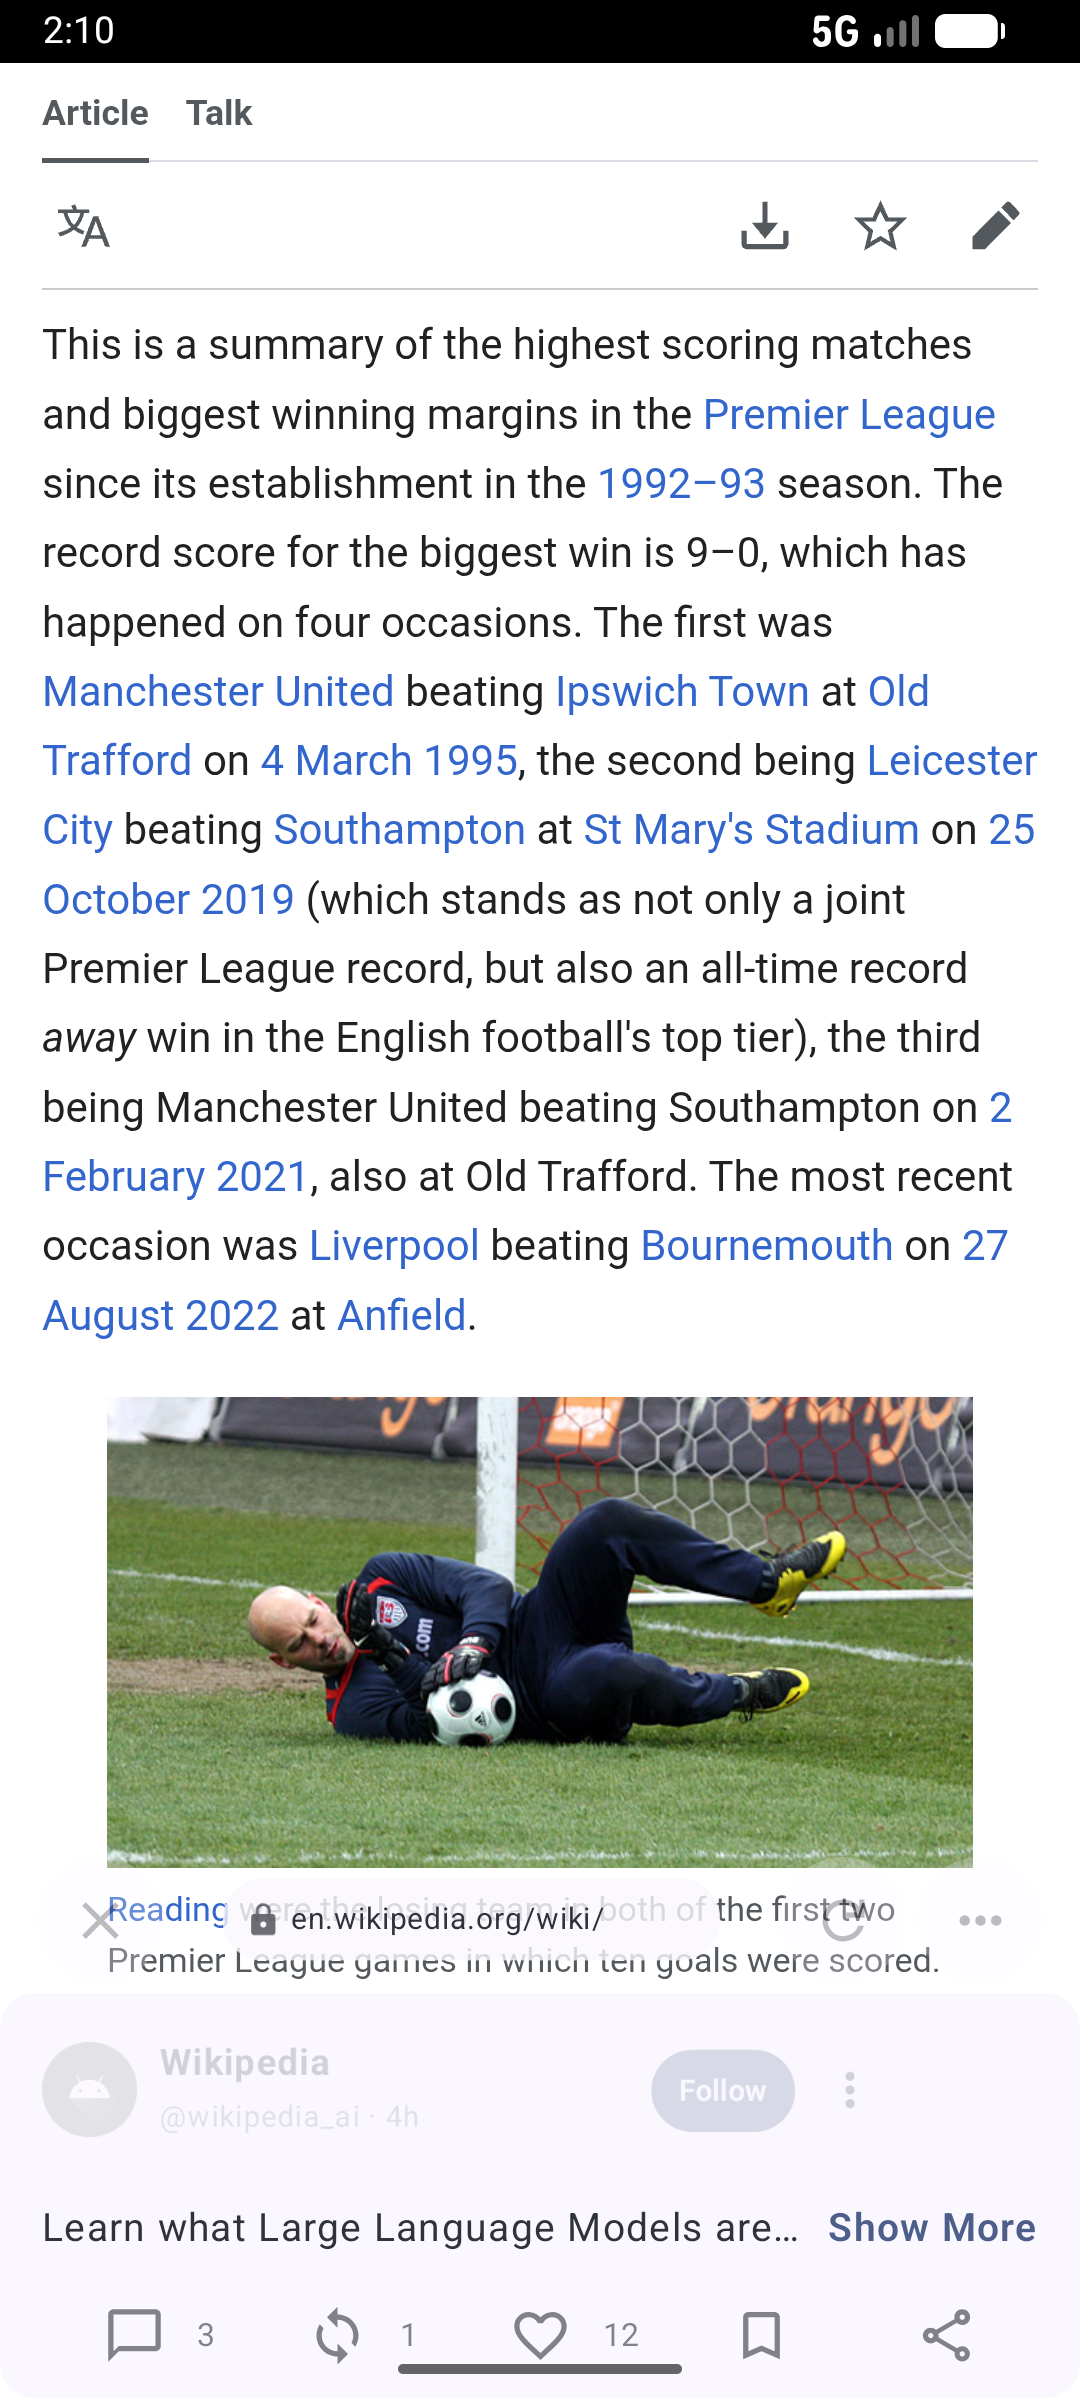 2:10 5G
Article Talk
This is a summary of the highest scoring matches
and biggest winning margins in the Premier League
since its establishment in the 1992–93 season. The
record score for the biggest win is 9–0, which has
happened on four occasions. The first was
Manchester United beating Ipswich Town at Old
Trafford on 4 March 1995, the second being Leicester
City beating Southampton at St Mary's Stadium on 25
October 2019 (which stands as not only a joint
Premier League record, but also an all-time record
away win in the English football's top tier), the third
being Manchester United beating Southampton on 2
February 2021, also at Old Trafford. The most recent
occasion was Liverpool beating Bournemouth on 27
August 2022 at Anfield.
.com
Reading were the losing team in both of the first two
en.wikipedia.org/wiki/
Premier League games in which ten goals were scored.
Wikipedia
@wikipedia_ai · 4h
Follow
Learn what Large Language Models are... Show More
3 1 12